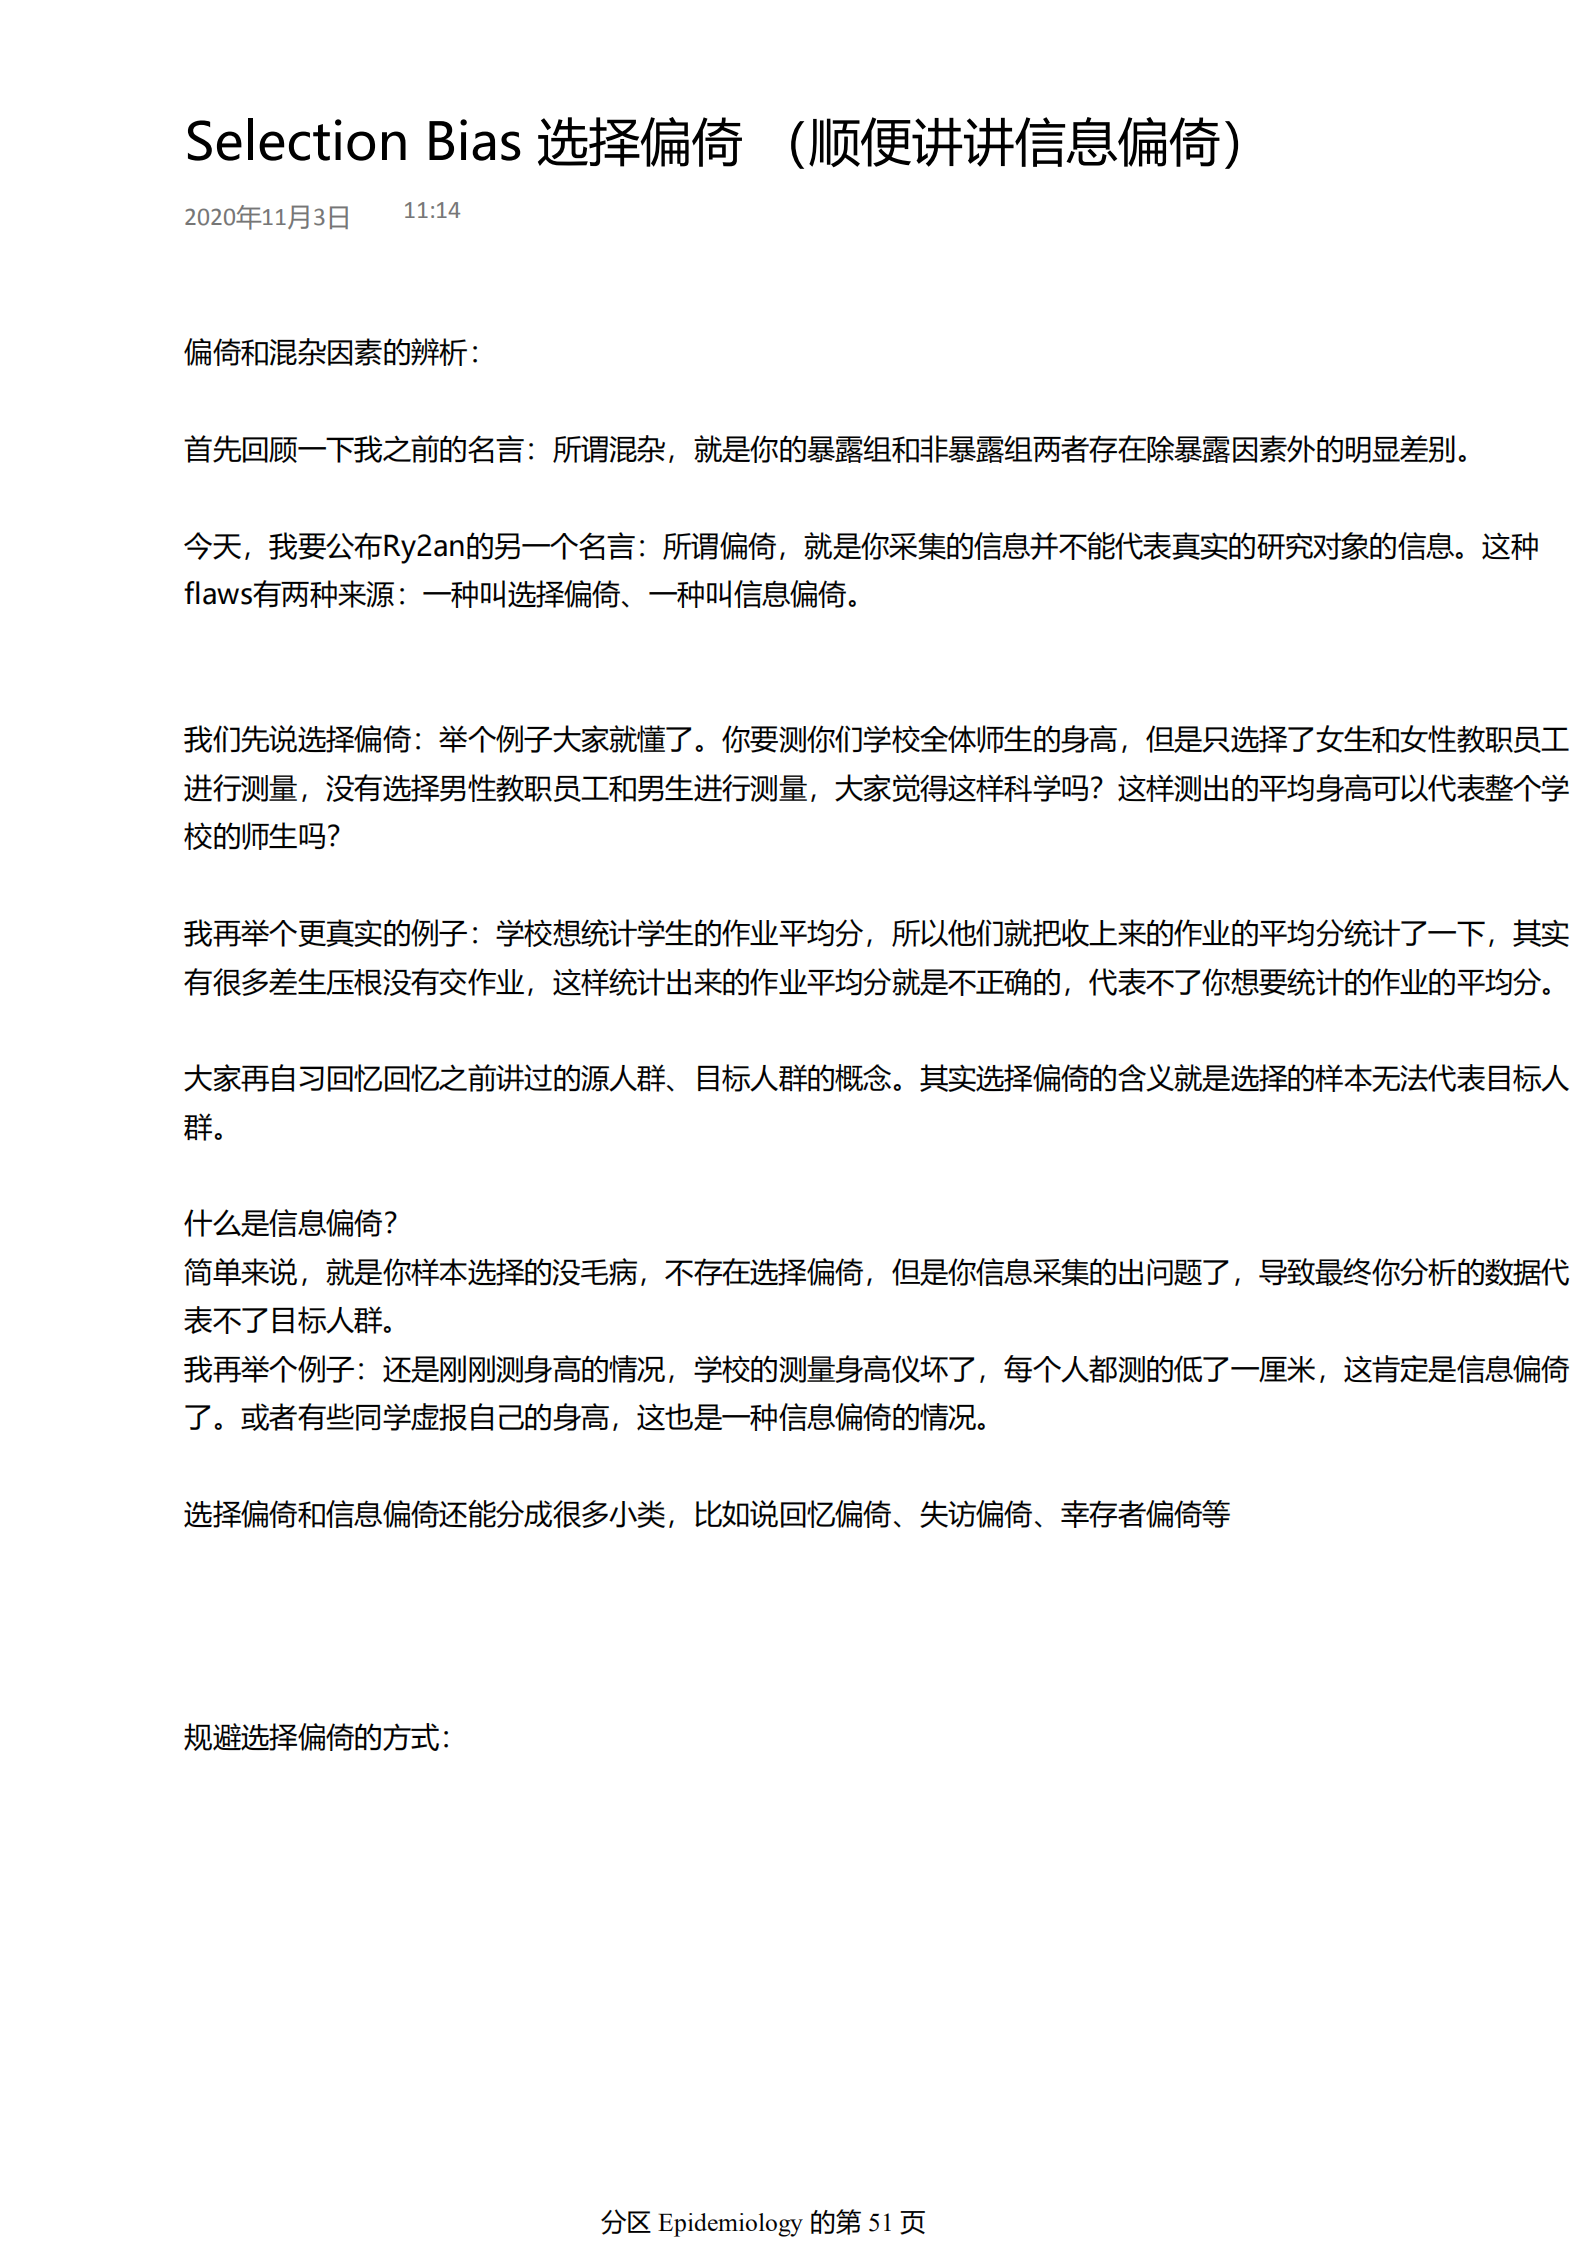 Selection Bias 选择偏倚 （顺便讲讲信息偏倚）
2020年11月3日 11:14
偏倚和混杂因素的辨析：
首先回顾一下我之前的名言：所谓混杂，就是你的暴露组和非暴露组两者存在除暴露因素外的明显差别。
今天，我要公布Ry2an的另一个名言：所谓偏倚，就是你采集的信息并不能代表真实的研究对象的信息。这种
flaws有两种来源：一种叫选择偏倚、一种叫信息偏倚。
我们先说选择偏倚：举个例子大家就懂了。你要测你们学校全体师生的身高，但是只选择了女生和女性教职员工
进行测量，没有选择男性教职员工和男生进行测量，大家觉得这样科学吗？这样测出的平均身高可以代表整个学
校的师生吗？
我再举个更真实的例子：学校想统计学生的作业平均分，所以他们就把收上来的作业的平均分统计了一下，其实
有很多差生压根没有交作业，这样统计出来的作业平均分就是不正确的，代表不了你想要统计的作业的平均分。
大家再自习回忆回忆之前讲过的源人群、目标人群的概念。其实选择偏倚的含义就是选择的样本无法代表目标人
群。
什么是信息偏倚？
简单来说，就是你样本选择的没毛病，不存在选择偏倚，但是你信息采集的出问题了，导致最终你分析的数据代
表不了目标人群。
我再举个例子：还是刚刚测身高的情况，学校的测量身高仪坏了，每个人都测的低了一厘米，这肯定是信息偏倚
了。或者有些同学虚报自己的身高，这也是一种信息偏倚的情况。
选择偏倚和信息偏倚还能分成很多小类，比如说回忆偏倚、失访偏倚、幸存者偏倚等
规避选择偏倚的方式：
分区 Epidemiology 的第 51 页